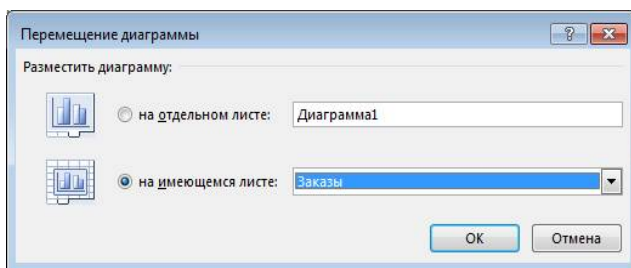 Перемещение диаграммы
Разместить диаграмму:
на отдельном листе: Диаграмма1
на имеющемся листе: Заказы
ОК Отмена